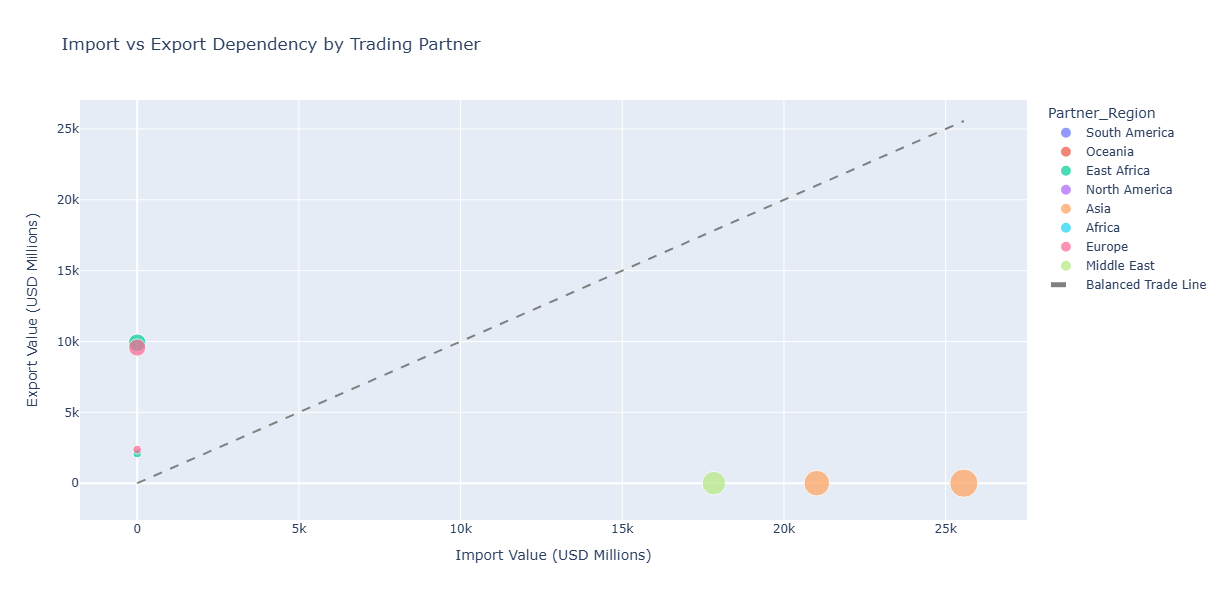 Import vs Export Dependency by Trading Partner
Export Value (USD Millions)
25k
20k
15k
10k
5k
0
0
5k
10k
15k
20k
25k
Import Value (USD Millions)
Partner_Region
South America
Oceania
East Africa
North America
Asia
Africa
Europe
Middle East
Balanced Trade Line